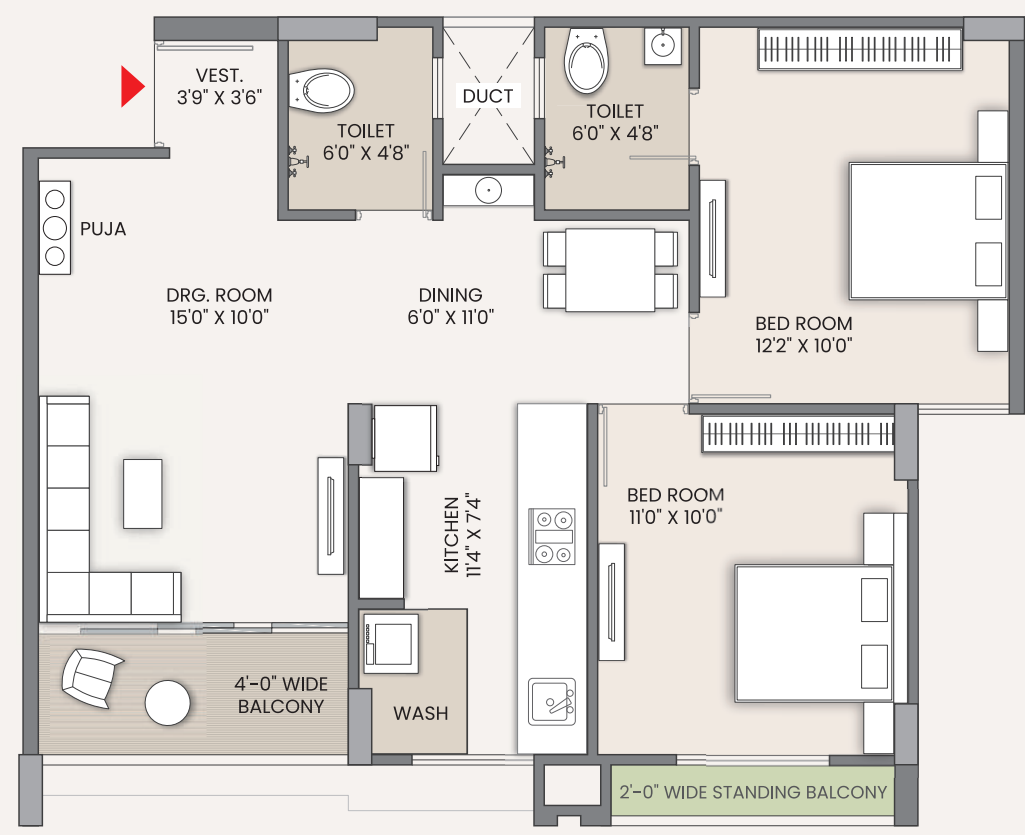 VEST.
3'9" X 3'6"
TOILET
6'0" X 4'8"
DUCT
TOILET
6'0" X 4'8"
PUJA
DRG. ROOM
15'0" X 10'0"
DINING
6'0" X 11'0"
BED ROOM
12'2" X 10'0"
KITCHEN
11'4" X 7'4"
BED ROOM
11'0" X 10'0"
4'-0" WIDE
BALCONY
WASH
2'-0" WIDE STANDING BALCONY